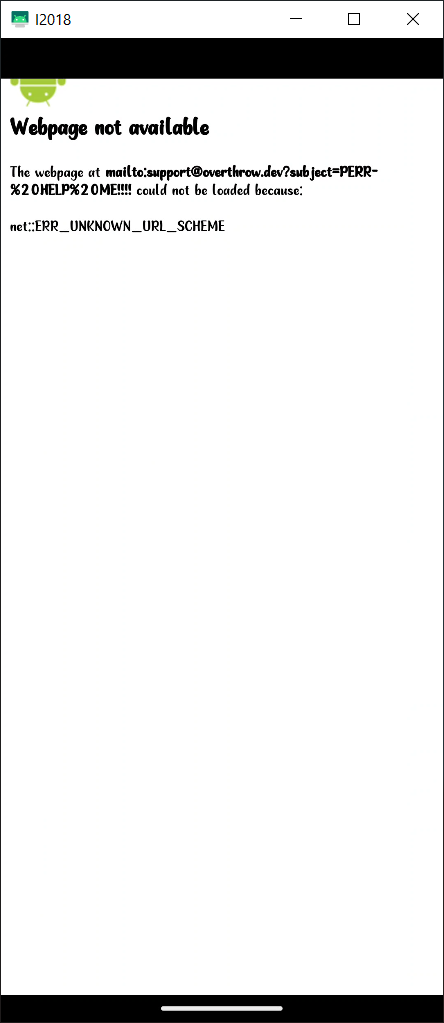 I2018
Webpage not available
The webpage at mailto:support@overthrow.dev?subject=PERR-
%20HELP%20ME!!!! could not be loaded because:
net::ERR_UNKNOWN_URL_SCHEME